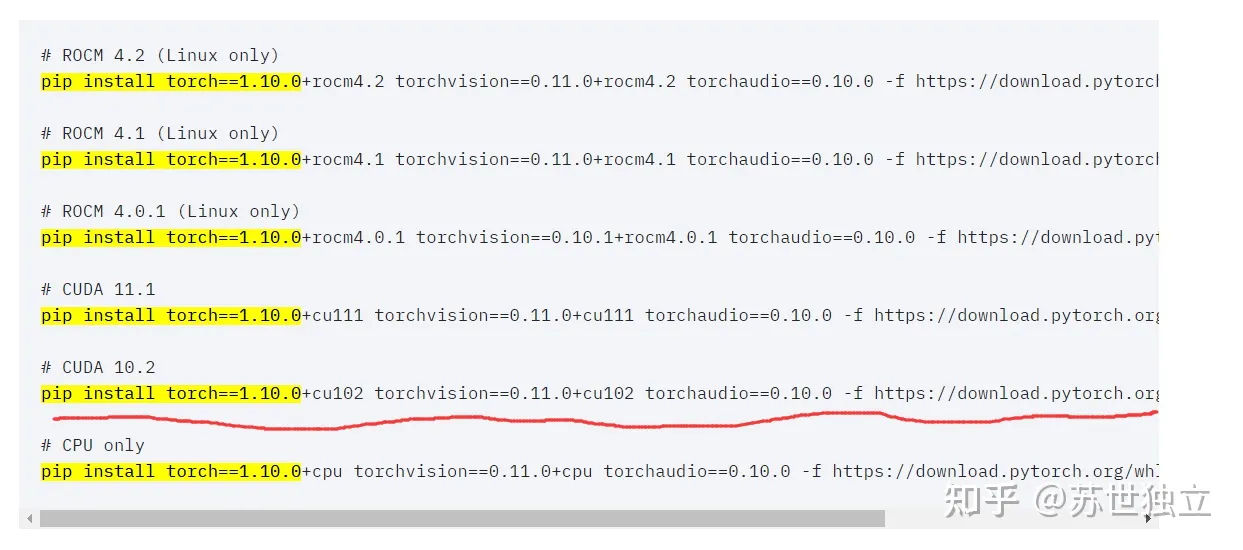 # ROCM 4.2 (Linux only)
pip install torch==1.10.0+rocm4.2 torchvision==0.11.0+rocm4.2 torchaudio==0.10.0 -f https://download.pytorch
# ROCM 4.1 (Linux only)
pip install torch==1.10.0+rocm4.1 torchvision==0.11.0+rocm4.1 torchaudio==0.10.0 -f https://download.pytorch
# ROCM 4.0.1 (Linux only)
pip install torch==1.10.0+rocm4.0.1 torchvision==0.10.1+rocm4.0.1 torchaudio==0.10.0 -f https://download.pyt
# CUDA 11.1
pip install torch==1.10.0+cu111 torchvision==0.11.0+cu111 torchaudio==0.10.0 -f https://download.pytorch.org
# CUDA 10.2
pip install torch==1.10.0+cu102 torchvision==0.11.0+cu102 torchaudio==0.10.0 -f https://download.pytorch.org
# CPU only
pip install torch==1.10.0+cpu torchvision==0.11.0+cpu torchaudio==0.10.0 -f https://download.pytorch.org/whl
知乎 @苏世独立